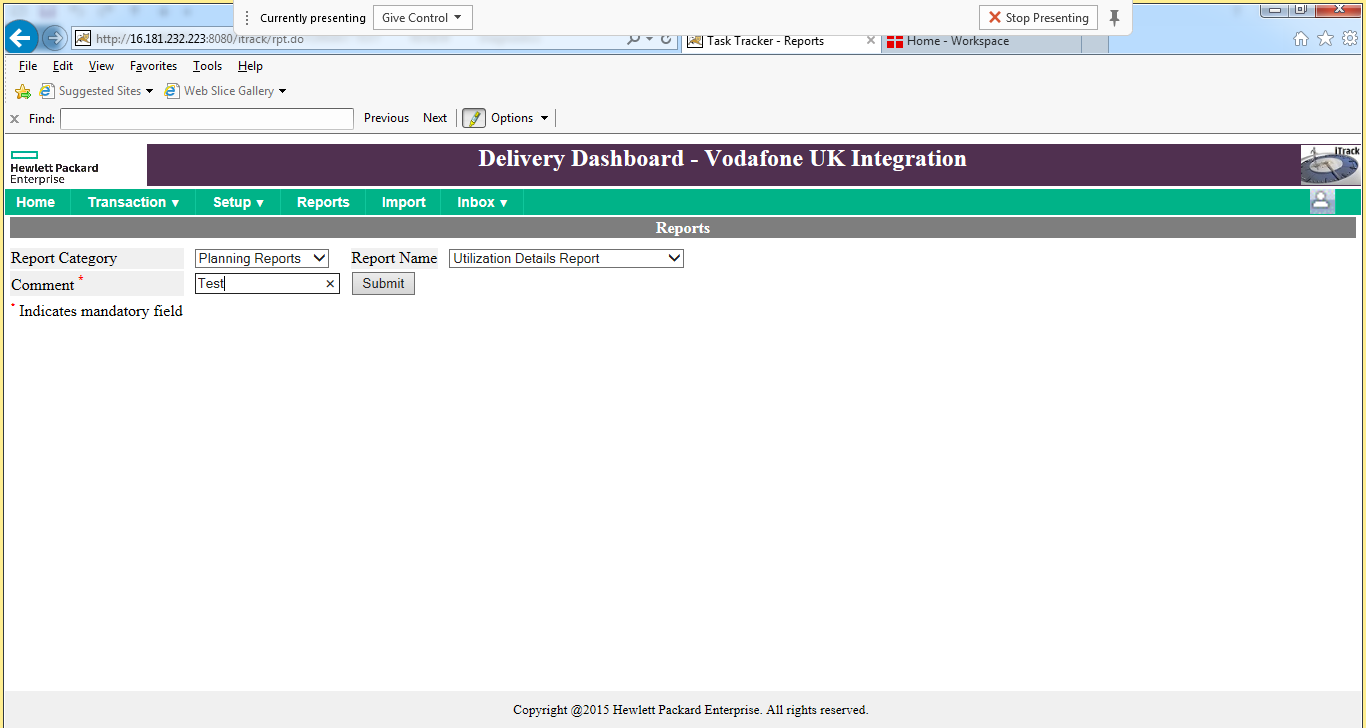 Currently presenting Give Control Stop Presenting
http://16.181.232.223:8080/itrack/rpt.do Task Tracker - Reports Home - Workspace
File Edit View Favorites Tools Help
Suggested Sites Web Slice Gallery
x Find: Previous Next Options
Hewlett Packard
Enterprise
Delivery Dashboard - Vodafone UK Integration
iTrack
Home Transaction ▼ Setup ▼ Reports Import Inbox ▼
Reports
Report Category Planning Reports Report Name Utilization Details Report
Comment * Test × Submit
* Indicates mandatory field
Copyright @2015 Hewlett Packard Enterprise. All rights reserved.